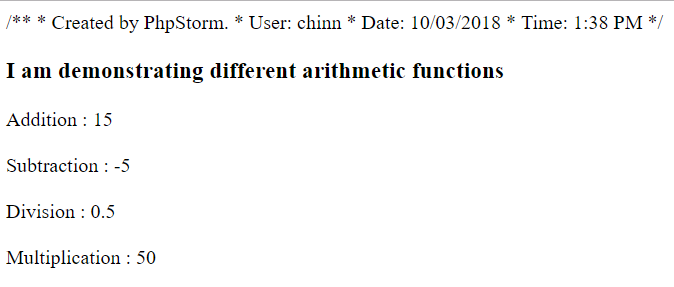 /** * Created by PhpStorm. * User: chinn * Date: 10/03/2018 * Time: 1:38 PM */
I am demonstrating different arithmetic functions
Addition : 15
Subtraction : -5
Division : 0.5
Multiplication : 50